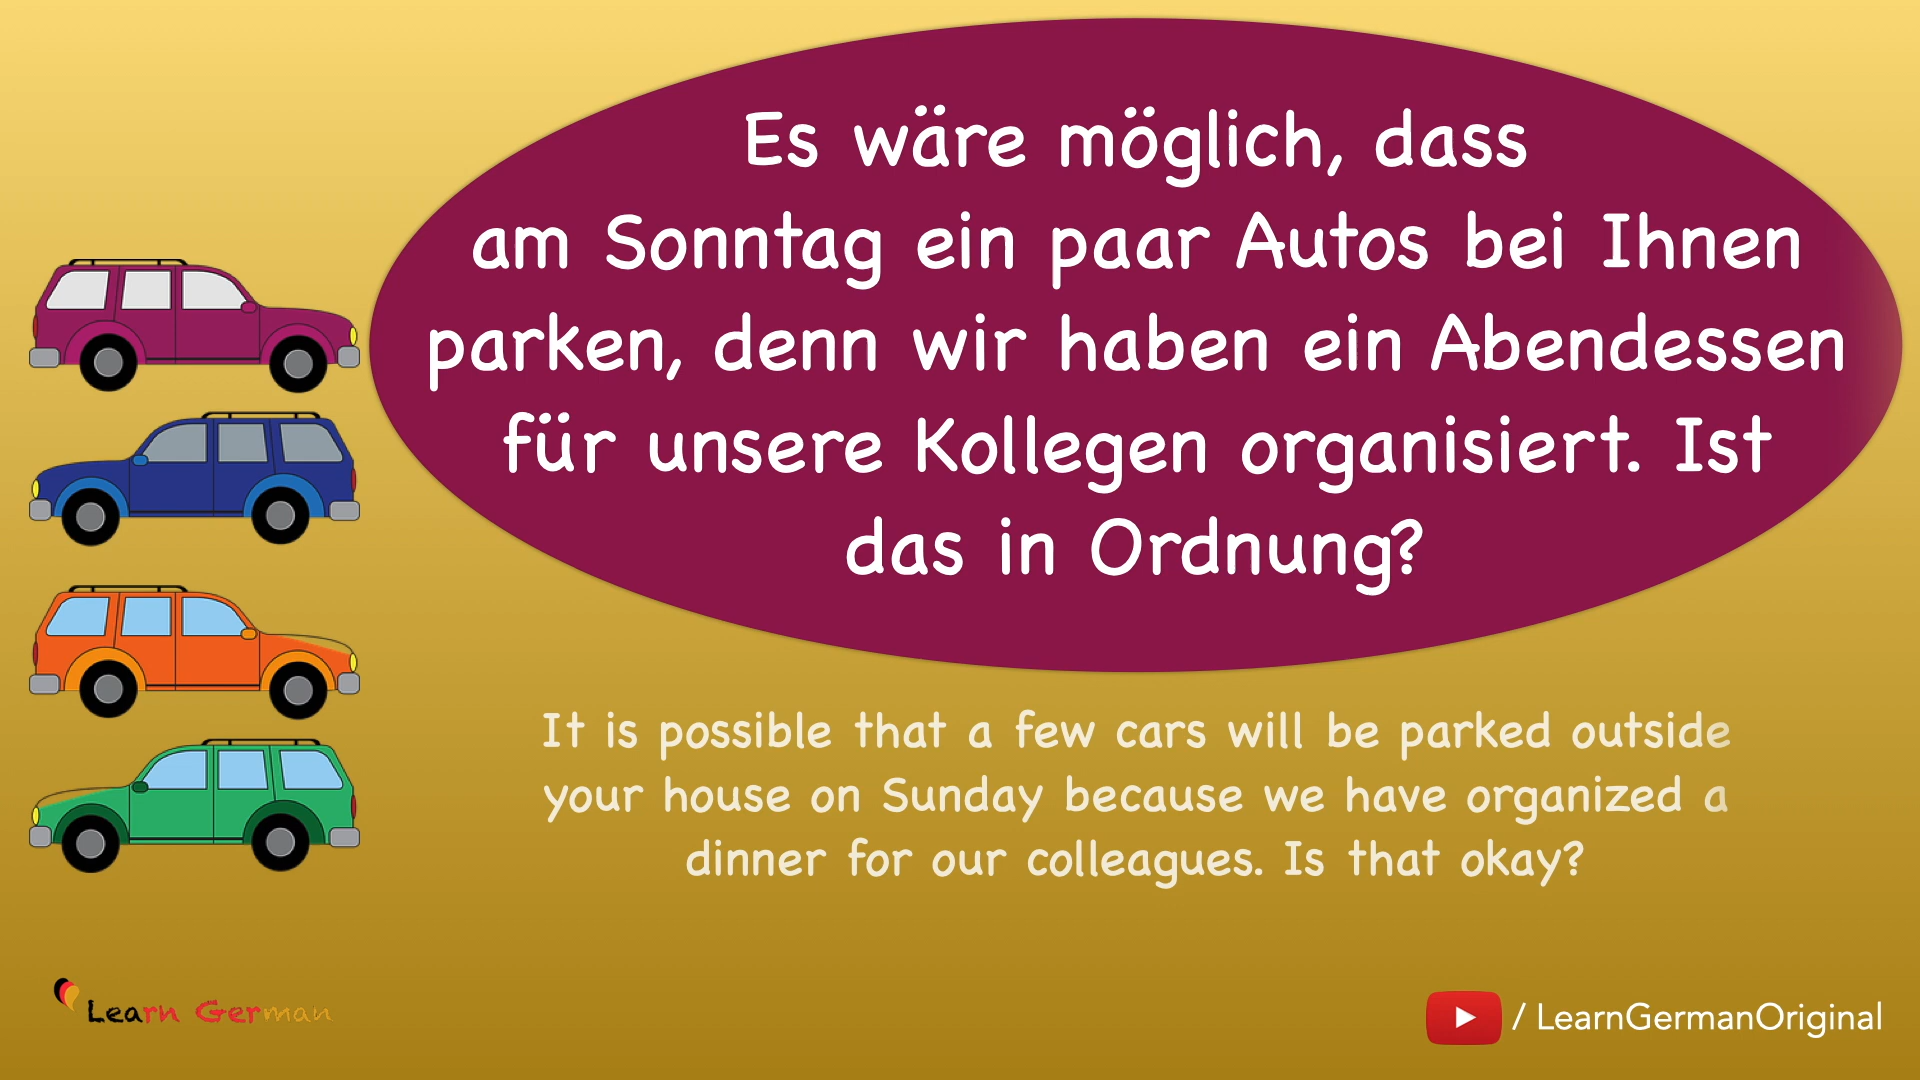 Es wäre möglich, dass
am Sonntag ein paar Autos bei Ihnen
parken, denn wir haben ein Abendessen
für unsere Kollegen organisiert. Ist
das in Ordnung?
It is possible that a few cars will be parked outside
your house on Sunday because we have organized a
dinner for our colleagues. Is that okay?
Learn German
/ LearnGermanOriginal